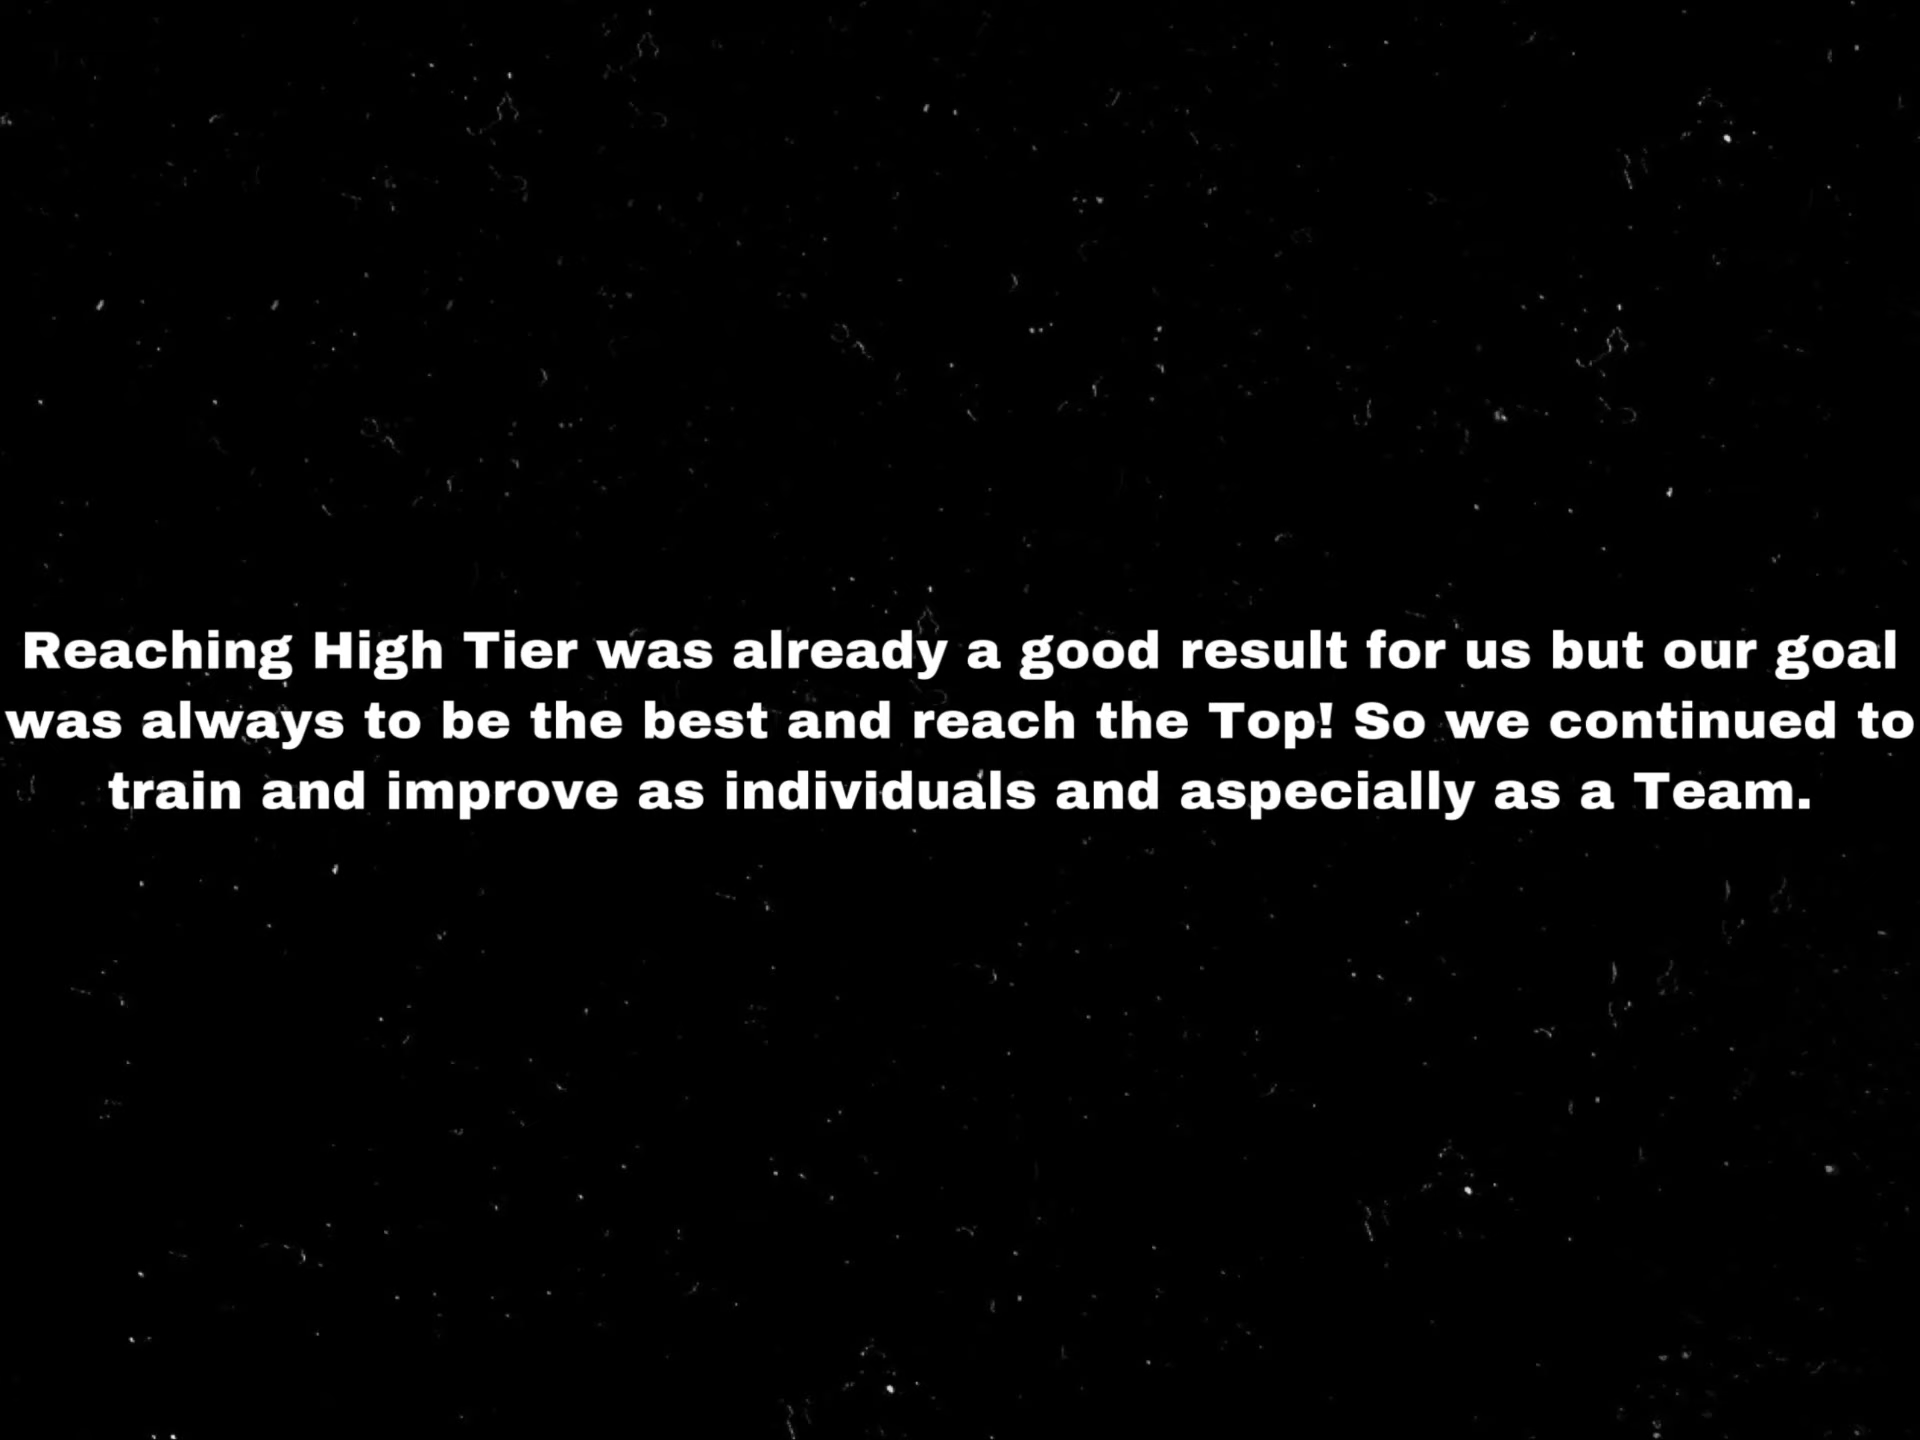 Reaching High Tier was already a good result for us but our goal
was always to be the best and reach the Top! So we continued to
train and improve as individuals and aspecially as a Team.